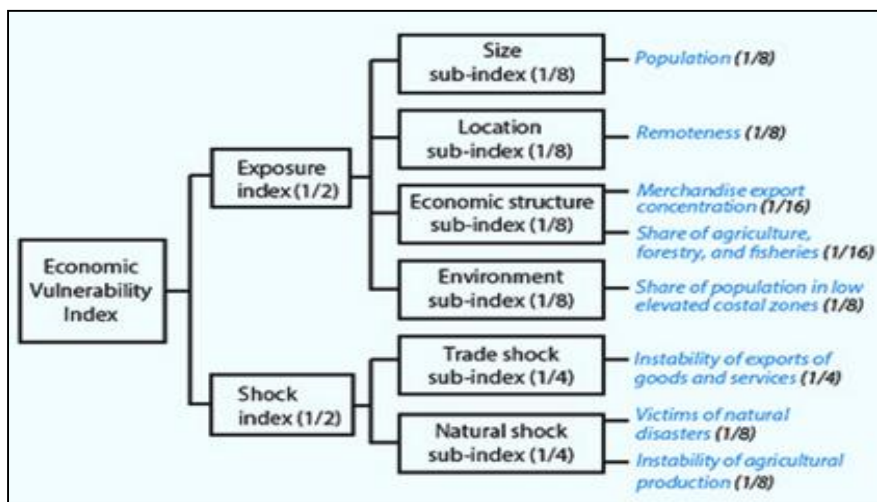 Economic
Vulnerability
Index
Exposure
index (1/2)
Shock
index (1/2)
Size
sub-index (1/8)
Location
sub-index (1/8)
Economic structure
sub-index (1/8)
Environment
sub-index (1/8)
Trade shock
sub-index (1/4)
Natural shock
sub-index (1/4)
Population (1/8)
Remoteness (1/8)
Merchandise export
concentration (1/16)
Share of agriculture,
forestry, and fisheries (1/16)
Share of population in low
elevated costal zones (1/8)
Instability of exports of
goods and services (1/4)
Victims of natural
disasters (1/8)
Instability of agricultural
production (1/8)